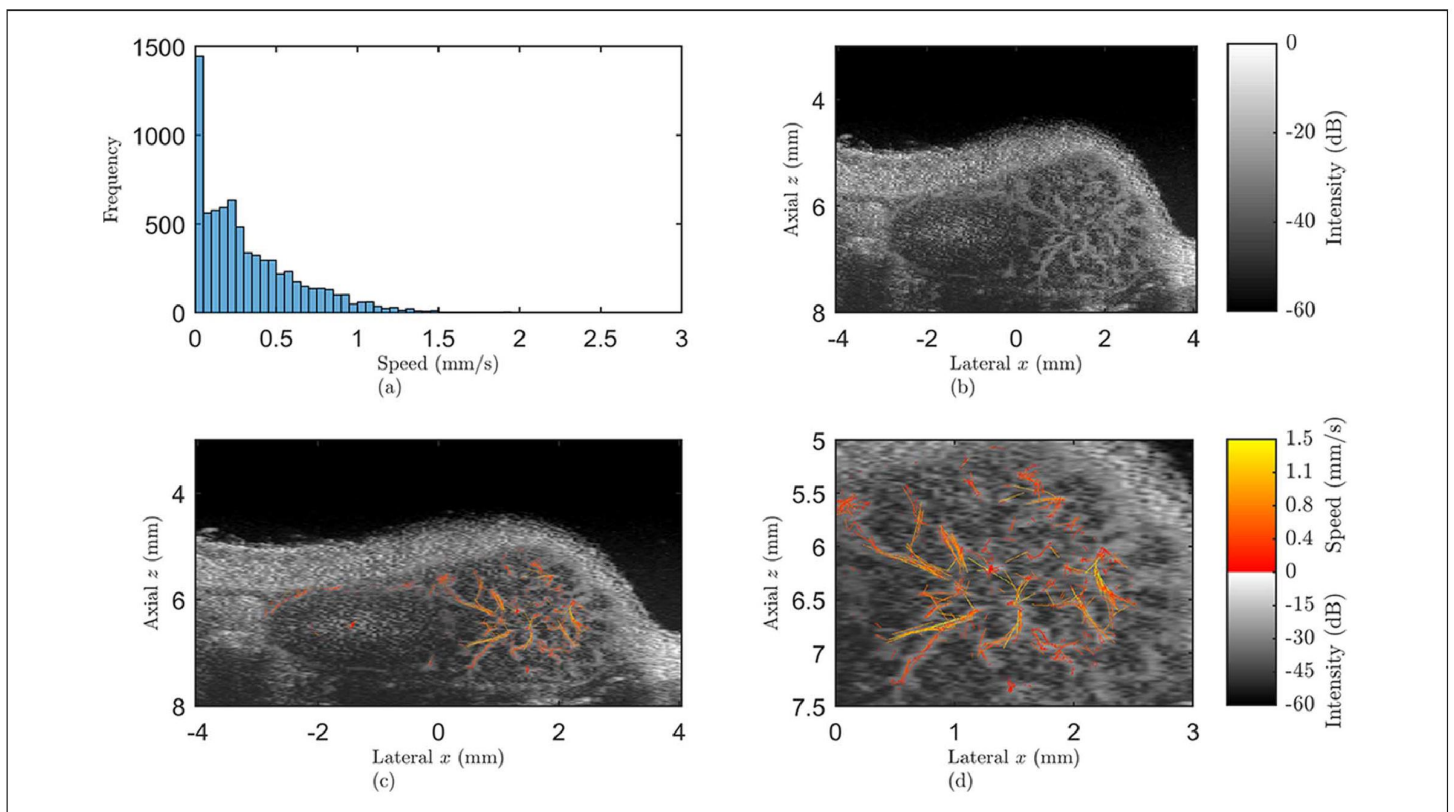 1500
1000
500
0
Frequency
0 0.5 1 1.5 2 2.5 3
Speed (mm/s)
(a)
4
6
8
Axial z (mm)
-4 -2 0 2 4
Lateral x (mm)
(b)
0
-20
-40
-60
Intensity (dB)
4
6
8
Axial z (mm)
-4 -2 0 2 4
Lateral x (mm)
(c)
5
5.5
6
6.5
7
7.5
Axial z (mm)
0 1 2 3
Lateral x (mm)
(d)
1.5
1.1
0.8
0.4
0
-15
-30
-45
-60
Speed (mm/s)
Intensity (dB)